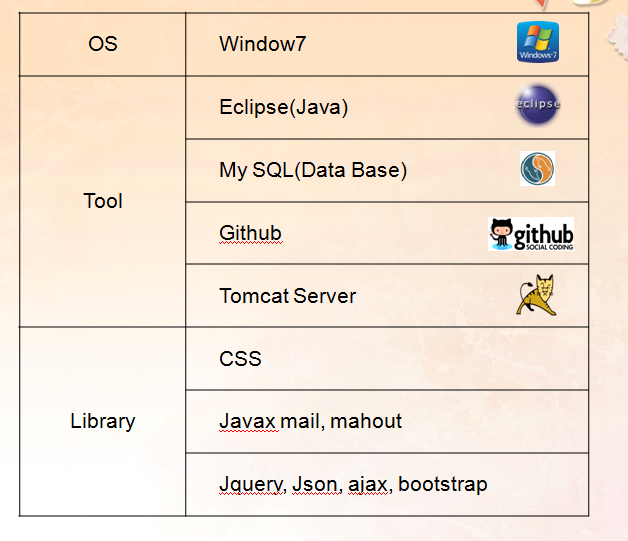 OS
Window7
Windows 7
Tool
Eclipse(Java)
eclipse
My SQL(Data Base)
Github
github
SOCIAL CODING
Tomcat Server
Library
CSS
Javax mail, mahout
Jquery, Json, ajax, bootstrap